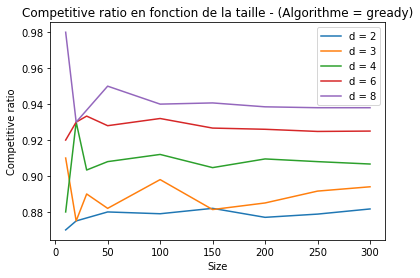 Competitive ratio en fonction de la taille - (Algorithme = gready)
Competitive ratio
0.98
0.96
0.94
0.92
0.90
0.88
d = 2
d = 3
d = 4
d = 6
d = 8
0 50 100 150 200 250 300
Size